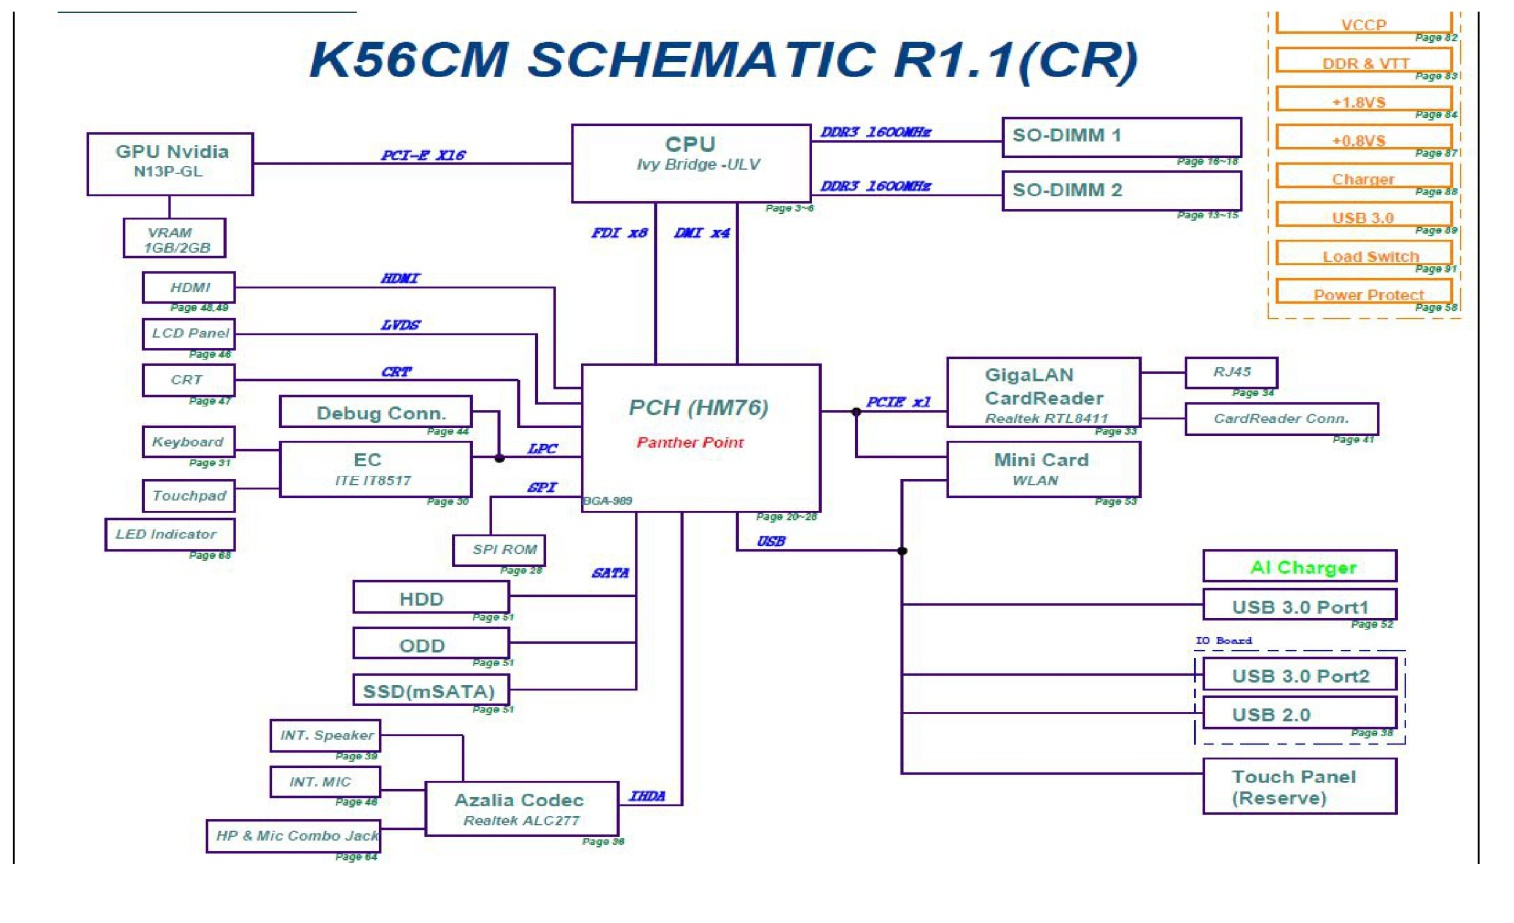 K56CM SCHEMATIC R1.1(CR)
VCCP
Page 82
DDR & VTT
Page 83
+1.8VS
Page 84
+0.8VS
Page 87
Charger
Page 88
USB 3.0
Page 89
Load Switch
Page 91
Power Protect
Page 58
GPU Nvidia
N13P-GL
PCI-E X16
CPU
Ivy Bridge -ULV
Page 3~6
DDR3 1600MHz
SO-DIMM 1
Page 16~18
DDR3 1600MHz
SO-DIMM 2
Page 13~15
VRAM
1GB/2GB
FDI x8
DMI x4
HDMI
Page 48,49
HDMI
LCD Panel
Page 46
LVDS
CRT
Page 47
CRT
Debug Conn.
Page 44
Keyboard
Page 31
EC
ITE IT8517
Page 30
LPC
Touchpad
LED Indicator
Page 68
SPI
SPI ROM
Page 28
PCH (HM76)
Panther Point
BGA-989
Page 20~28
PCIE x1
GigaLAN
CardReader
Realtek RTL8411
Page 33
RJ45
Page 34
CardReader Conn.
Page 41
Mini Card
WLAN
Page 53
USB
SATA
HDD
Page 51
ODD
Page 51
SSD(mSATA)
Page 51
AI Charger
USB 3.0 Port1
Page 52
IO Board
USB 3.0 Port2
USB 2.0
Page 38
Touch Panel
(Reserve)
INT. Speaker
Page 39
INT. MIC
Page 46
HP & Mic Combo Jack
Page 64
Azalia Codec
Realtek ALC277
Page 36
IHDA